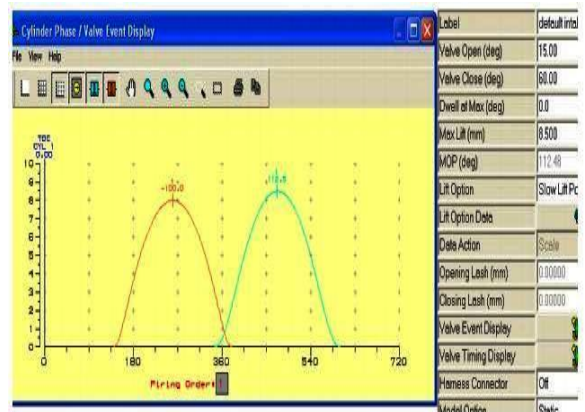 Cylinder Phase / Valve Event Display
File View Help
TDC
CYL 1
0.00
10
9
8
7
6
5
4
3
2
1
0
-100.0
112.5
0
180
360
540
720
Firing Order: 1
Label
default intal
Valve Open (deg)
15.00
Valve Close (deg)
60.00
Dwell at Max (deg)
0.0
Max Lift (mm)
8.500
MOP (deg)
112.48
Lift Option
Slow Lift Po
Lift Option Data
Data Action
Scale
Opening Lash (mm)
0.00000
Closing Lash (mm)
0.00000
Valve Event Display
Valve Timing Display
Harness Connector
Off
Model Option
Static